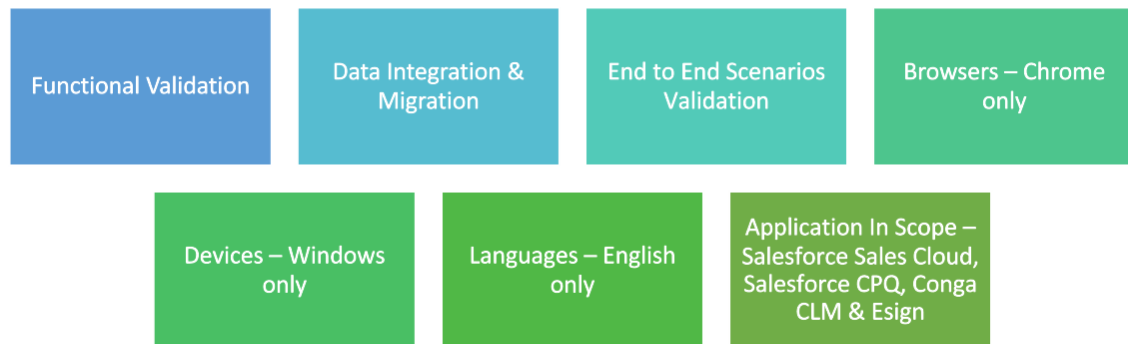 Functional Validation
Data Integration &
Migration
End to End Scenarios
Validation
Browsers – Chrome
only
Devices – Windows
only
Languages – English
only
Application In Scope –
Salesforce Sales Cloud,
Salesforce CPQ, Conga
CLM & Esign